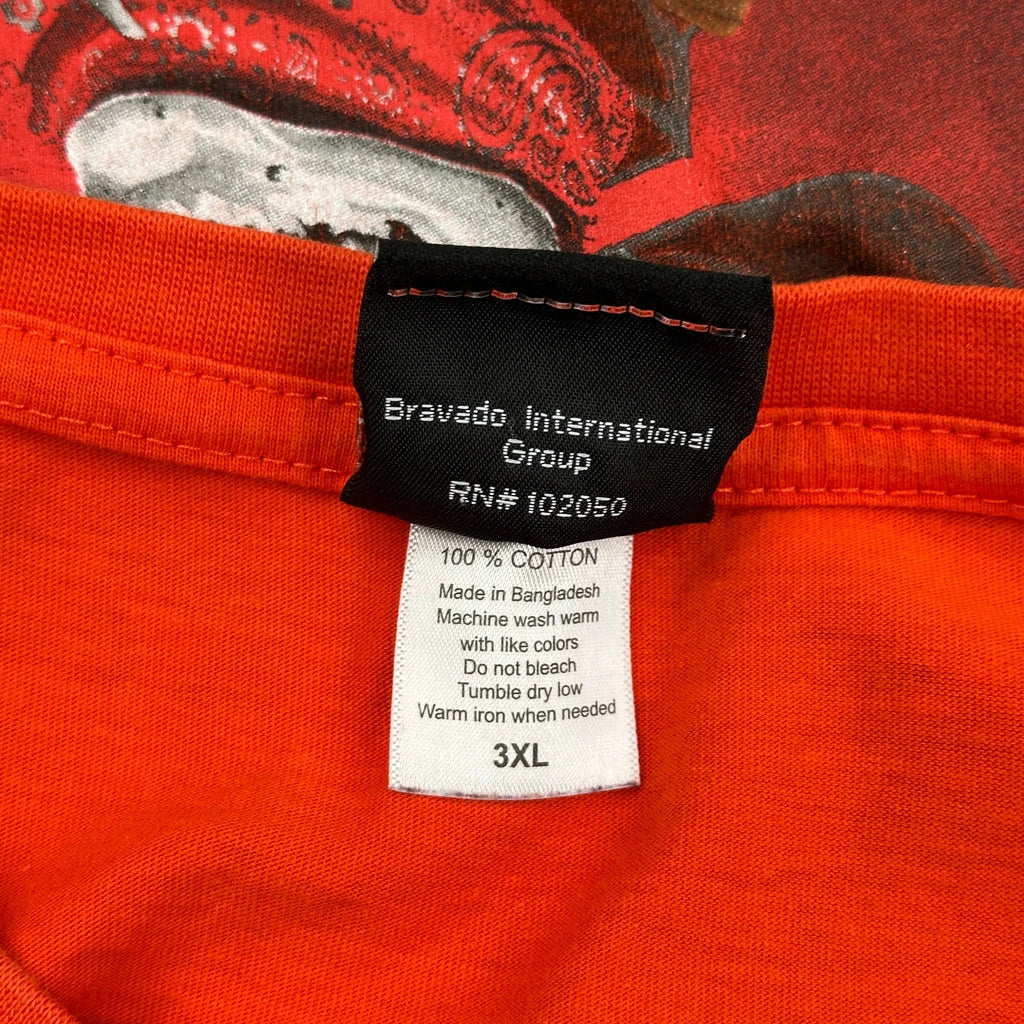 Bravado International
Group
RN# 102050
100 % COTTON
Made in Bangladesh
Machine wash warm
with like colors
Do not bleach
Tumble dry low
Warm iron when needed
3XL